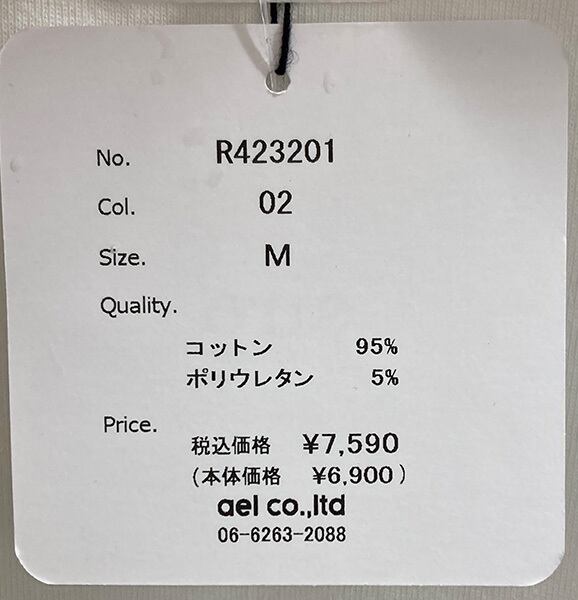 No. R423201
Col. 02
Size. M
Quality.
コットン 95%
ポリウレタン 5%
Price.
税込価格 ¥7,590
(本体価格 ¥6,900)
ael co.,ltd
06-6263-2088